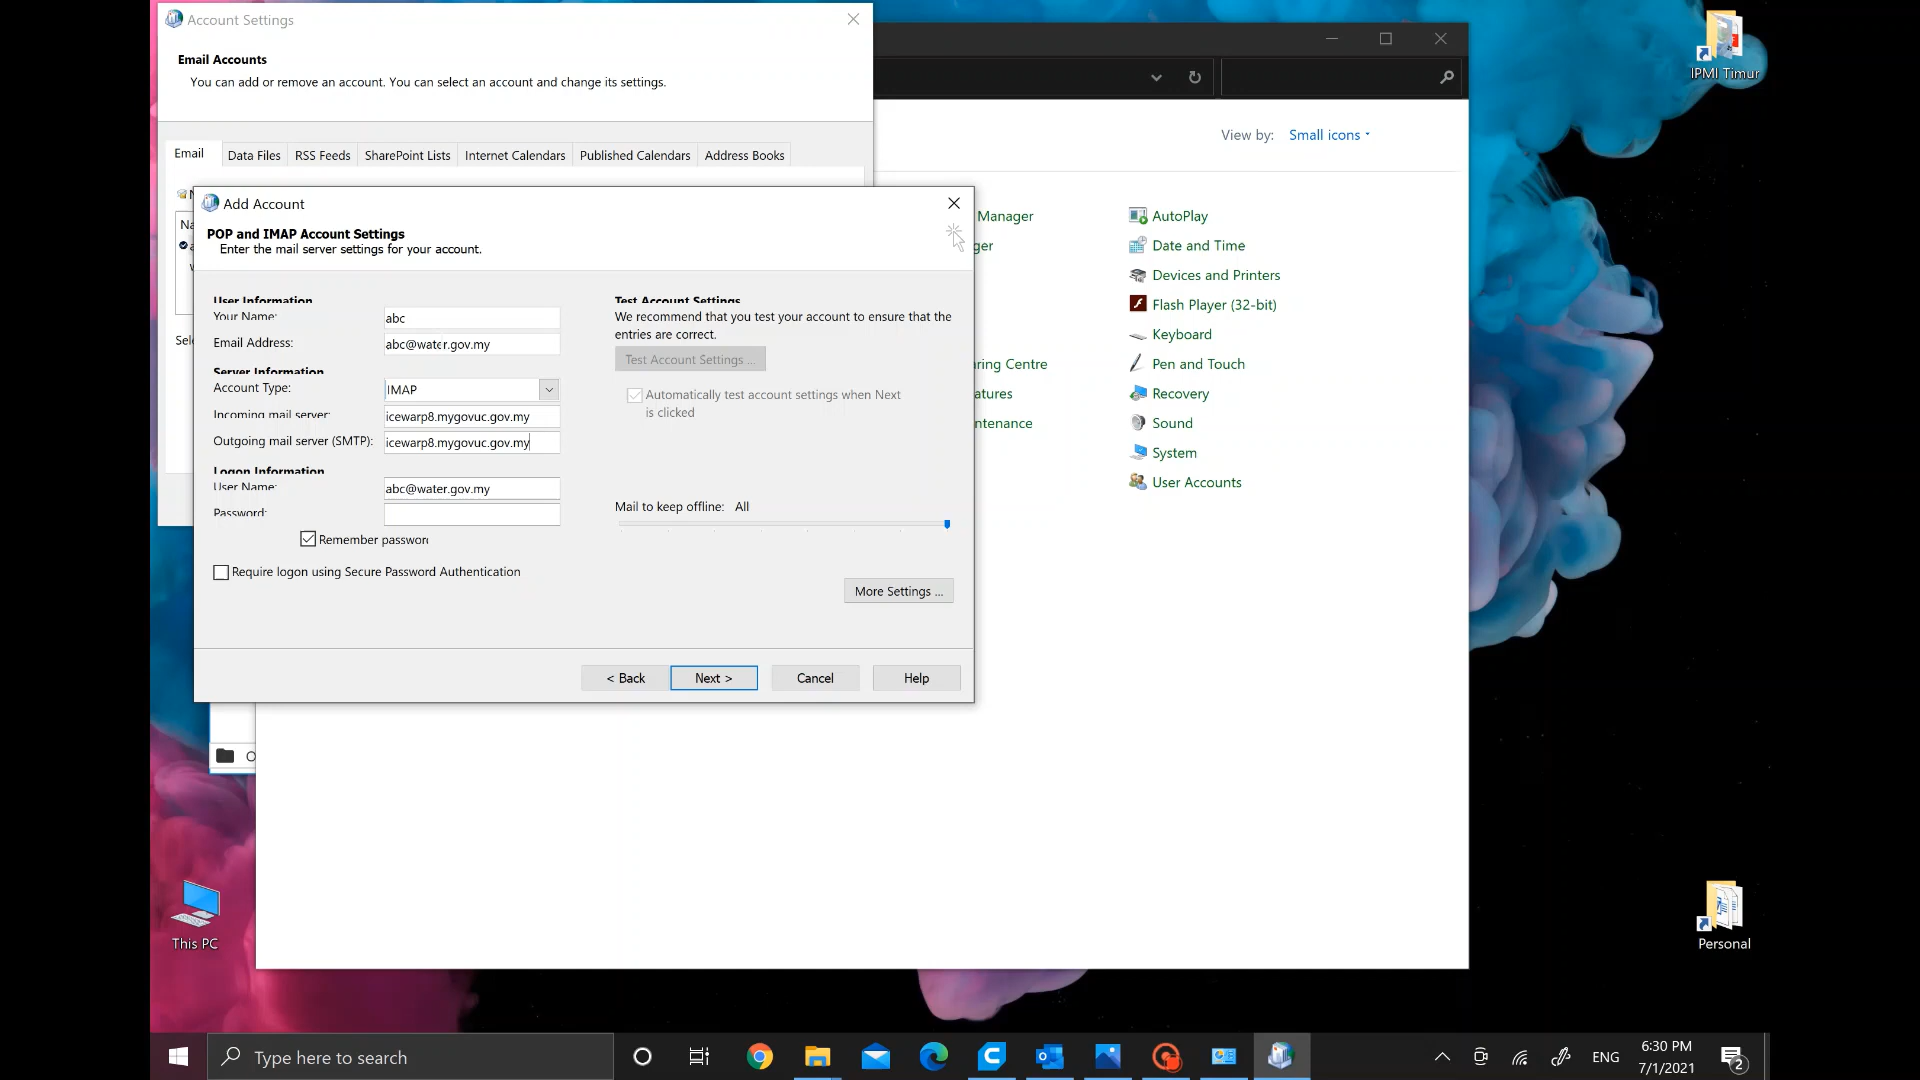 Account Settings
Email Accounts
You can add or remove an account. You can select an account and change its settings.
Email
Data Files
RSS Feeds
SharePoint Lists
Internet Calendars
Published Calendars
Address Books
Add Account
POP and IMAP Account Settings
Enter the mail server settings for your account.
User Information
Your Name:
abc
Email Address:
abc@water.gov.my
Server Information
Account Type:
IMAP
Incoming mail server:
icewarp8.mygovuc.gov.my
Outgoing mail server (SMTP):
icewarp8.mygovuc.gov.my
Logon Information
User Name:
abc@water.gov.my
Password:
Remember password
Require logon using Secure Password Authentication
Test Account Settings
We recommend that you test your account to ensure that the
entries are correct.
Test Account Settings ...
Automatically test account settings when Next
is clicked
Mail to keep offline: All
More Settings ...
< Back
Next >
Cancel
Help
View by: Small icons
Manager
AutoPlay
Date and Time
Devices and Printers
Flash Player (32-bit)
Keyboard
Centre
Pen and Touch
Recovery
Sound
System
User Accounts
IPMI Timur
This PC
Personal
Type here to search
ENG
6:30 PM
7/1/2021
2